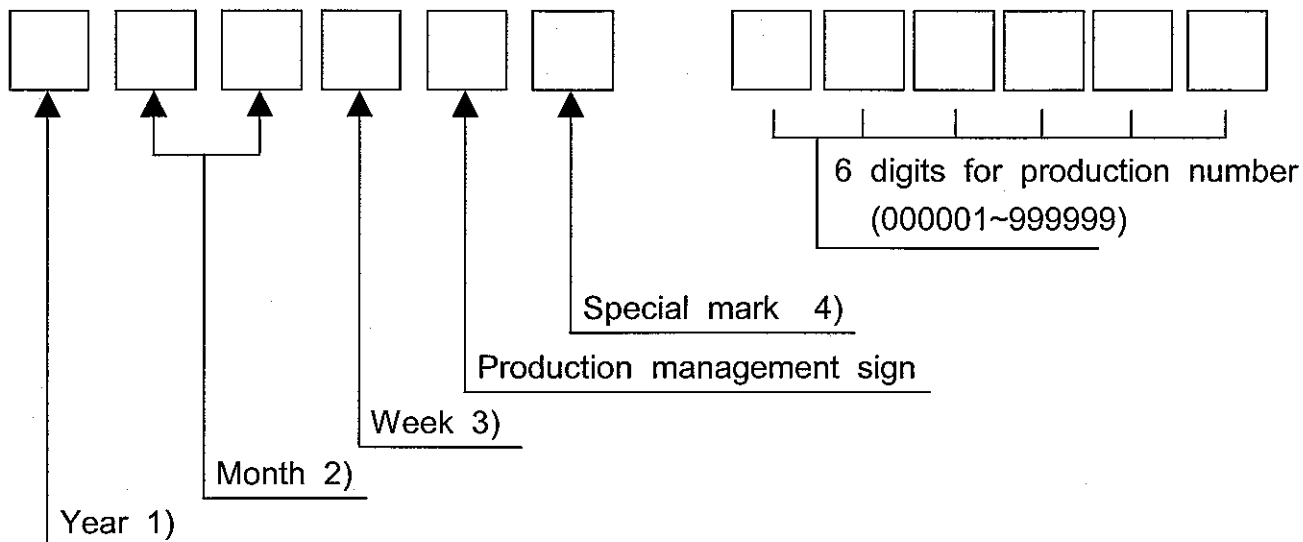 6 digits for production number
(000001~999999)
Special mark 4)
Production management sign
Week 3)
Month 2)
Year 1)